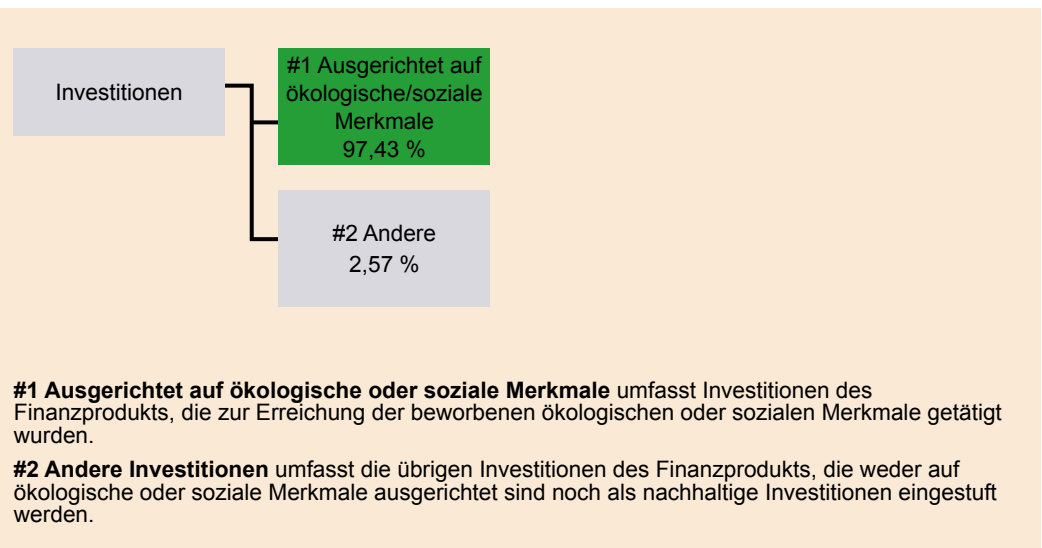 Investitionen
#1 Ausgerichtet auf
ökologische/soziale
Merkmale
97,43 %
#2 Andere
2,57 %
#1 Ausgerichtet auf ökologische oder soziale Merkmale umfasst Investitionen des
Finanzprodukts, die zur Erreichung der beworbenen ökologischen oder sozialen Merkmale getätigt
wurden.
#2 Andere Investitionen umfasst die übrigen Investitionen des Finanzprodukts, die weder auf
ökologische oder soziale Merkmale ausgerichtet sind noch als nachhaltige Investitionen eingestuft
werden.